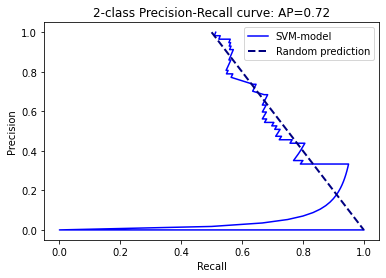 2-class Precision-Recall curve: AP=0.72
SVM-model
Random prediction
Precision
1.0
0.8
0.6
0.4
0.2
0.0
0.0 0.2 0.4 0.6 0.8 1.0
Recall